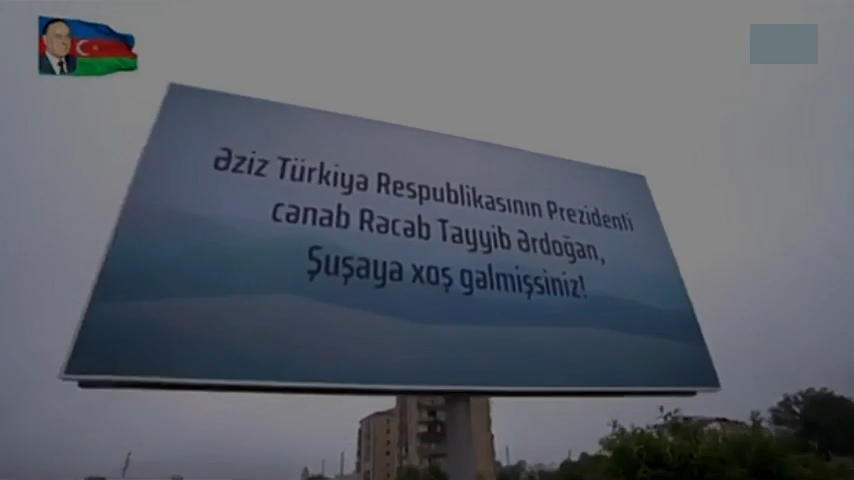 Əziz Türkiyə Respublikasının Prezidenti
cənab Rəcəb Tayyib Ərdoğan,
Şuşaya xoş gəlmişsiniz!